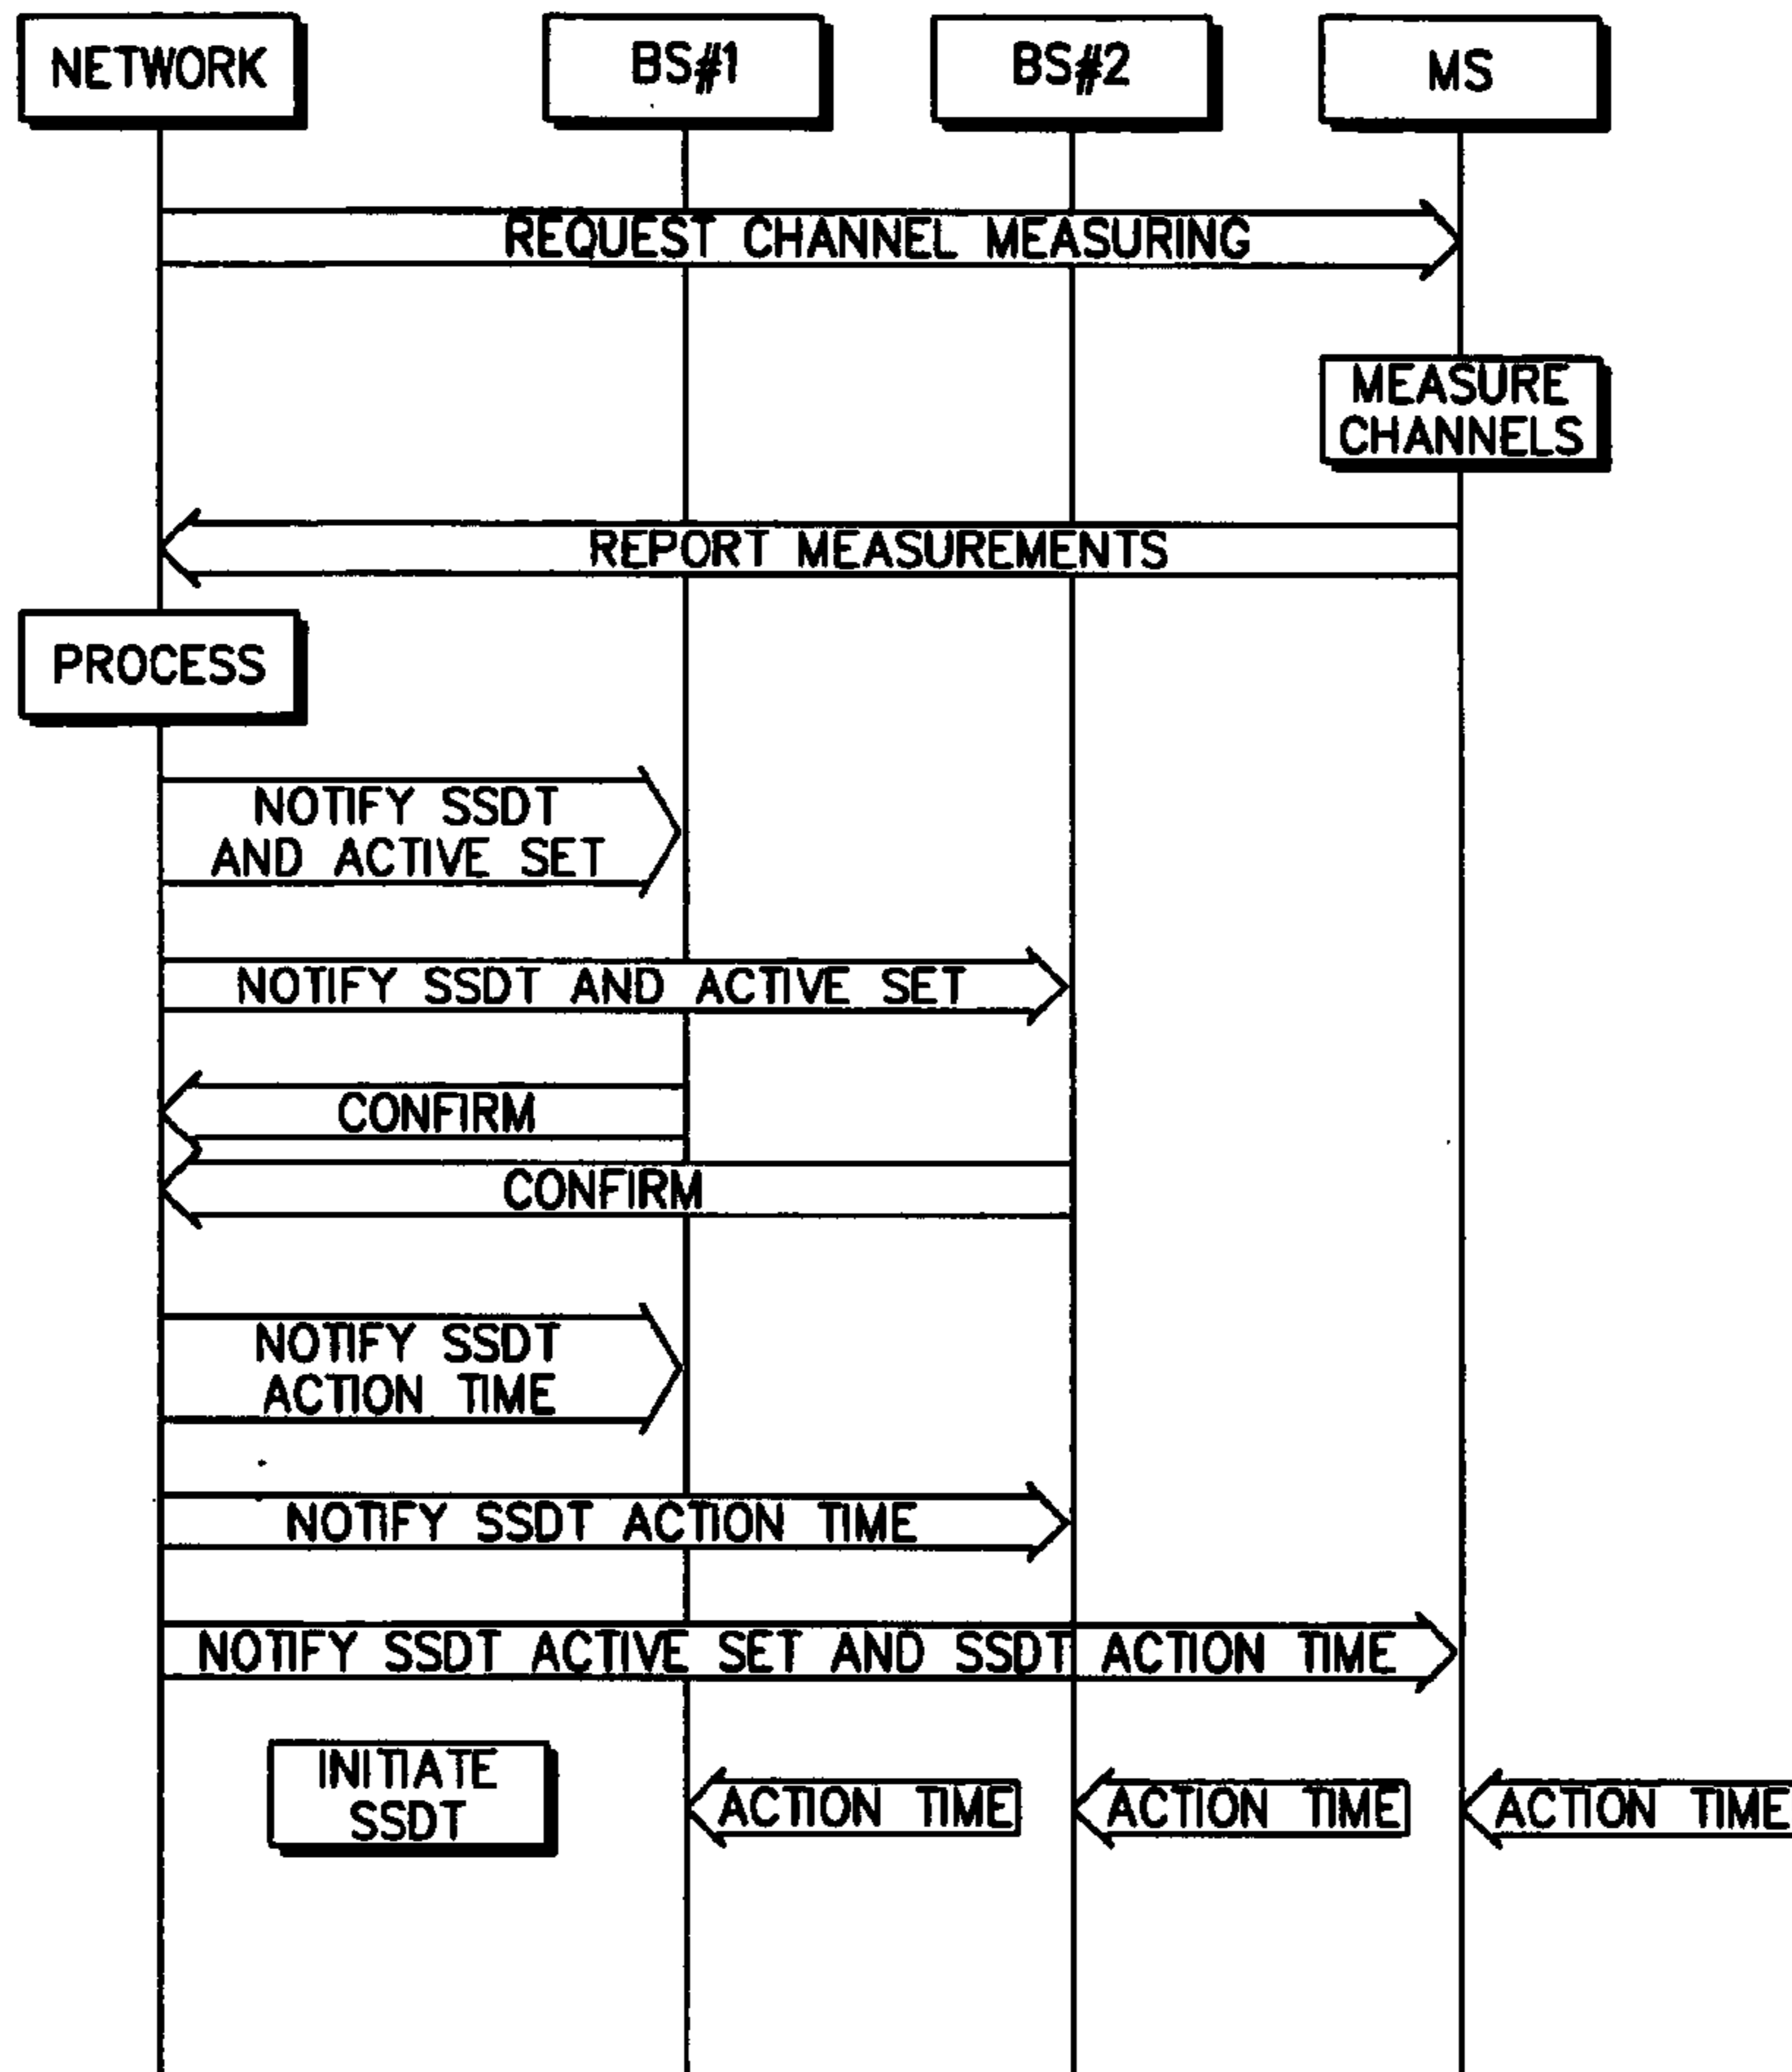 NETWORK
BS#1
BS#2
MS
REQUEST CHANNEL MEASURING
MEASURE
CHANNELS
REPORT MEASUREMENTS
PROCESS
NOTIFY SSDT
AND ACTIVE SET
NOTIFY SSDT AND ACTIVE SET
CONFIRM
CONFIRM
NOTIFY SSDT
ACTION TIME
NOTIFY SSDT ACTION TIME
NOTIFY SSDT ACTIVE SET AND SSDT ACTION TIME
INITIATE
SSDT
ACTION TIME
ACTION TIME
ACTION TIME